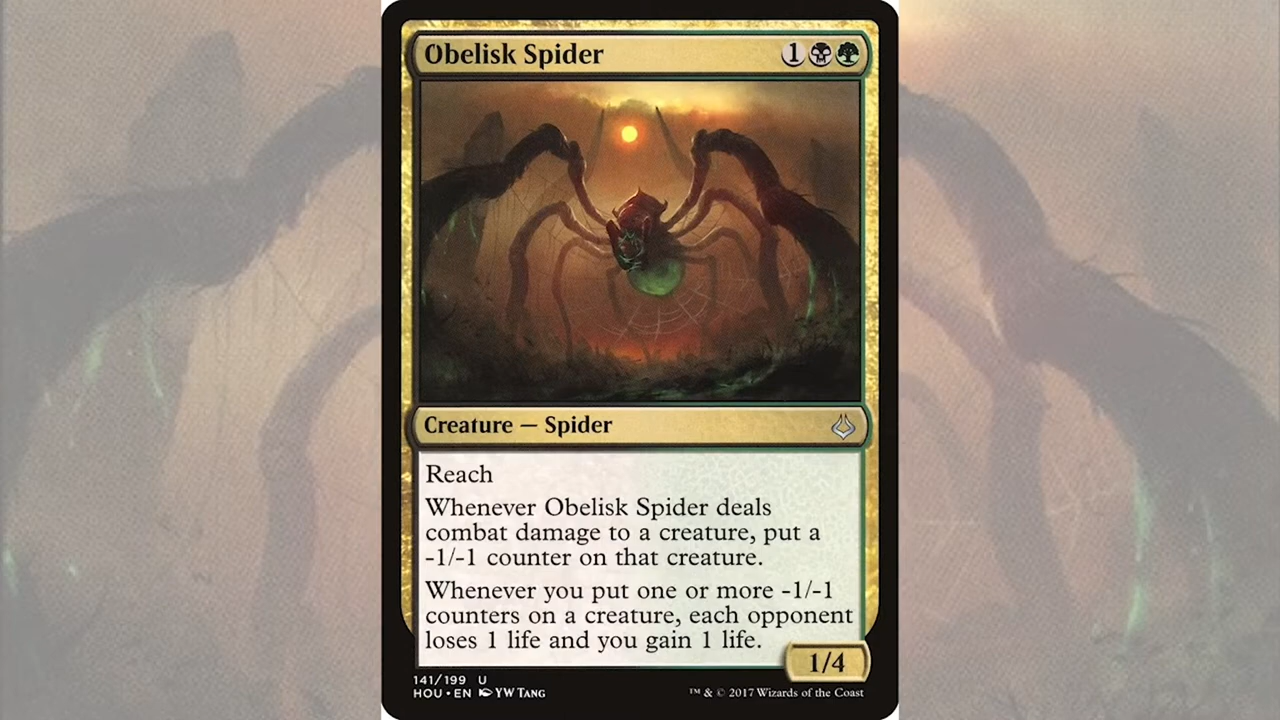 Obelisk Spider 1
Creature — Spider
Reach
Whenever Obelisk Spider deals
combat damage to a creature, put a
-1/-1 counter on that creature.
Whenever you put one or more -1/-1
counters on a creature, each opponent
loses 1 life and you gain 1 life.
1/4
141/199 U
HOU • EN YW Tang
™ & © 2017 Wizards of the Coast